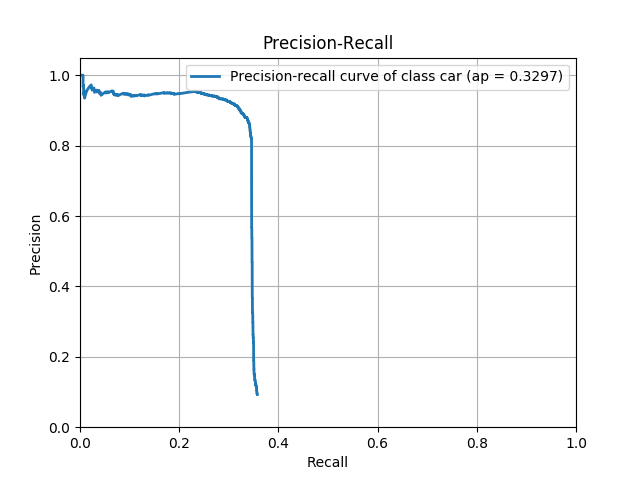 Precision-Recall
Precision-recall curve of class car (ap = 0.3297)
1.0
0.8
0.6
0.4
0.2
0.0
Precision
0.0 0.2 0.4 0.6 0.8 1.0
Recall